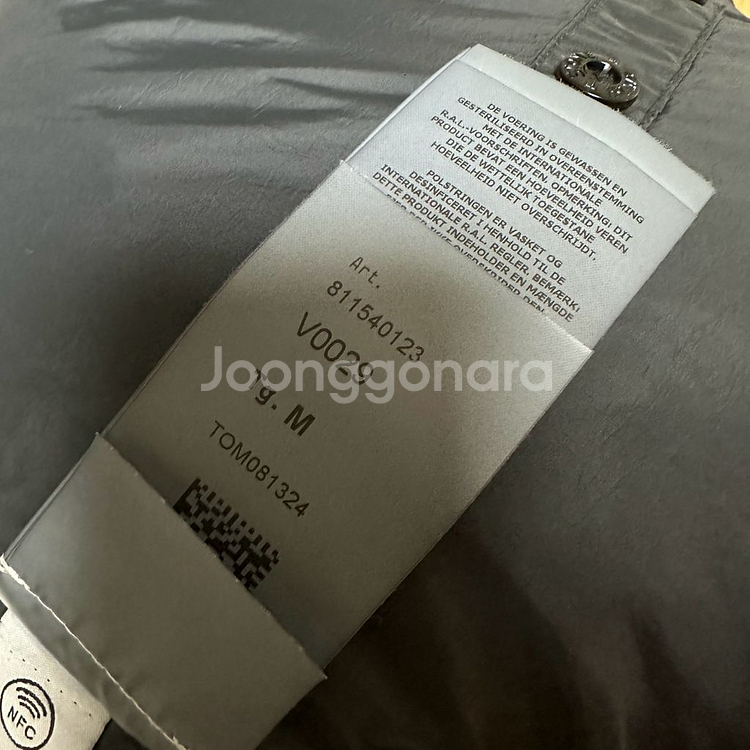 DE VOERING IS GEWASSEN EN
GESTERILISEERD IN OVEREENSTEMMING
MET DE INTERNATIONALE
R.A.L.-VOORSCHRIFTEN. OPMERKING: DIT
PRODUCT BEVAT EEN HOEVEELHEID VEREN
DIE DE WETTELIJK TOEGESTANE
HOEVEELHEID NIET OVERSCHRIJDT.
POLSTRINGEN ER VASKET OG
DESINFICERET I HENHOLD TIL DE
INTERNATIONALE R.A.L. REGLER. BEMÆRK:
DETTE PRODUKT INDEHOLDER EN MÆNGDE
Art.
811540123
V0029
Tg. M
TOM081324
Joonggonara
NFC